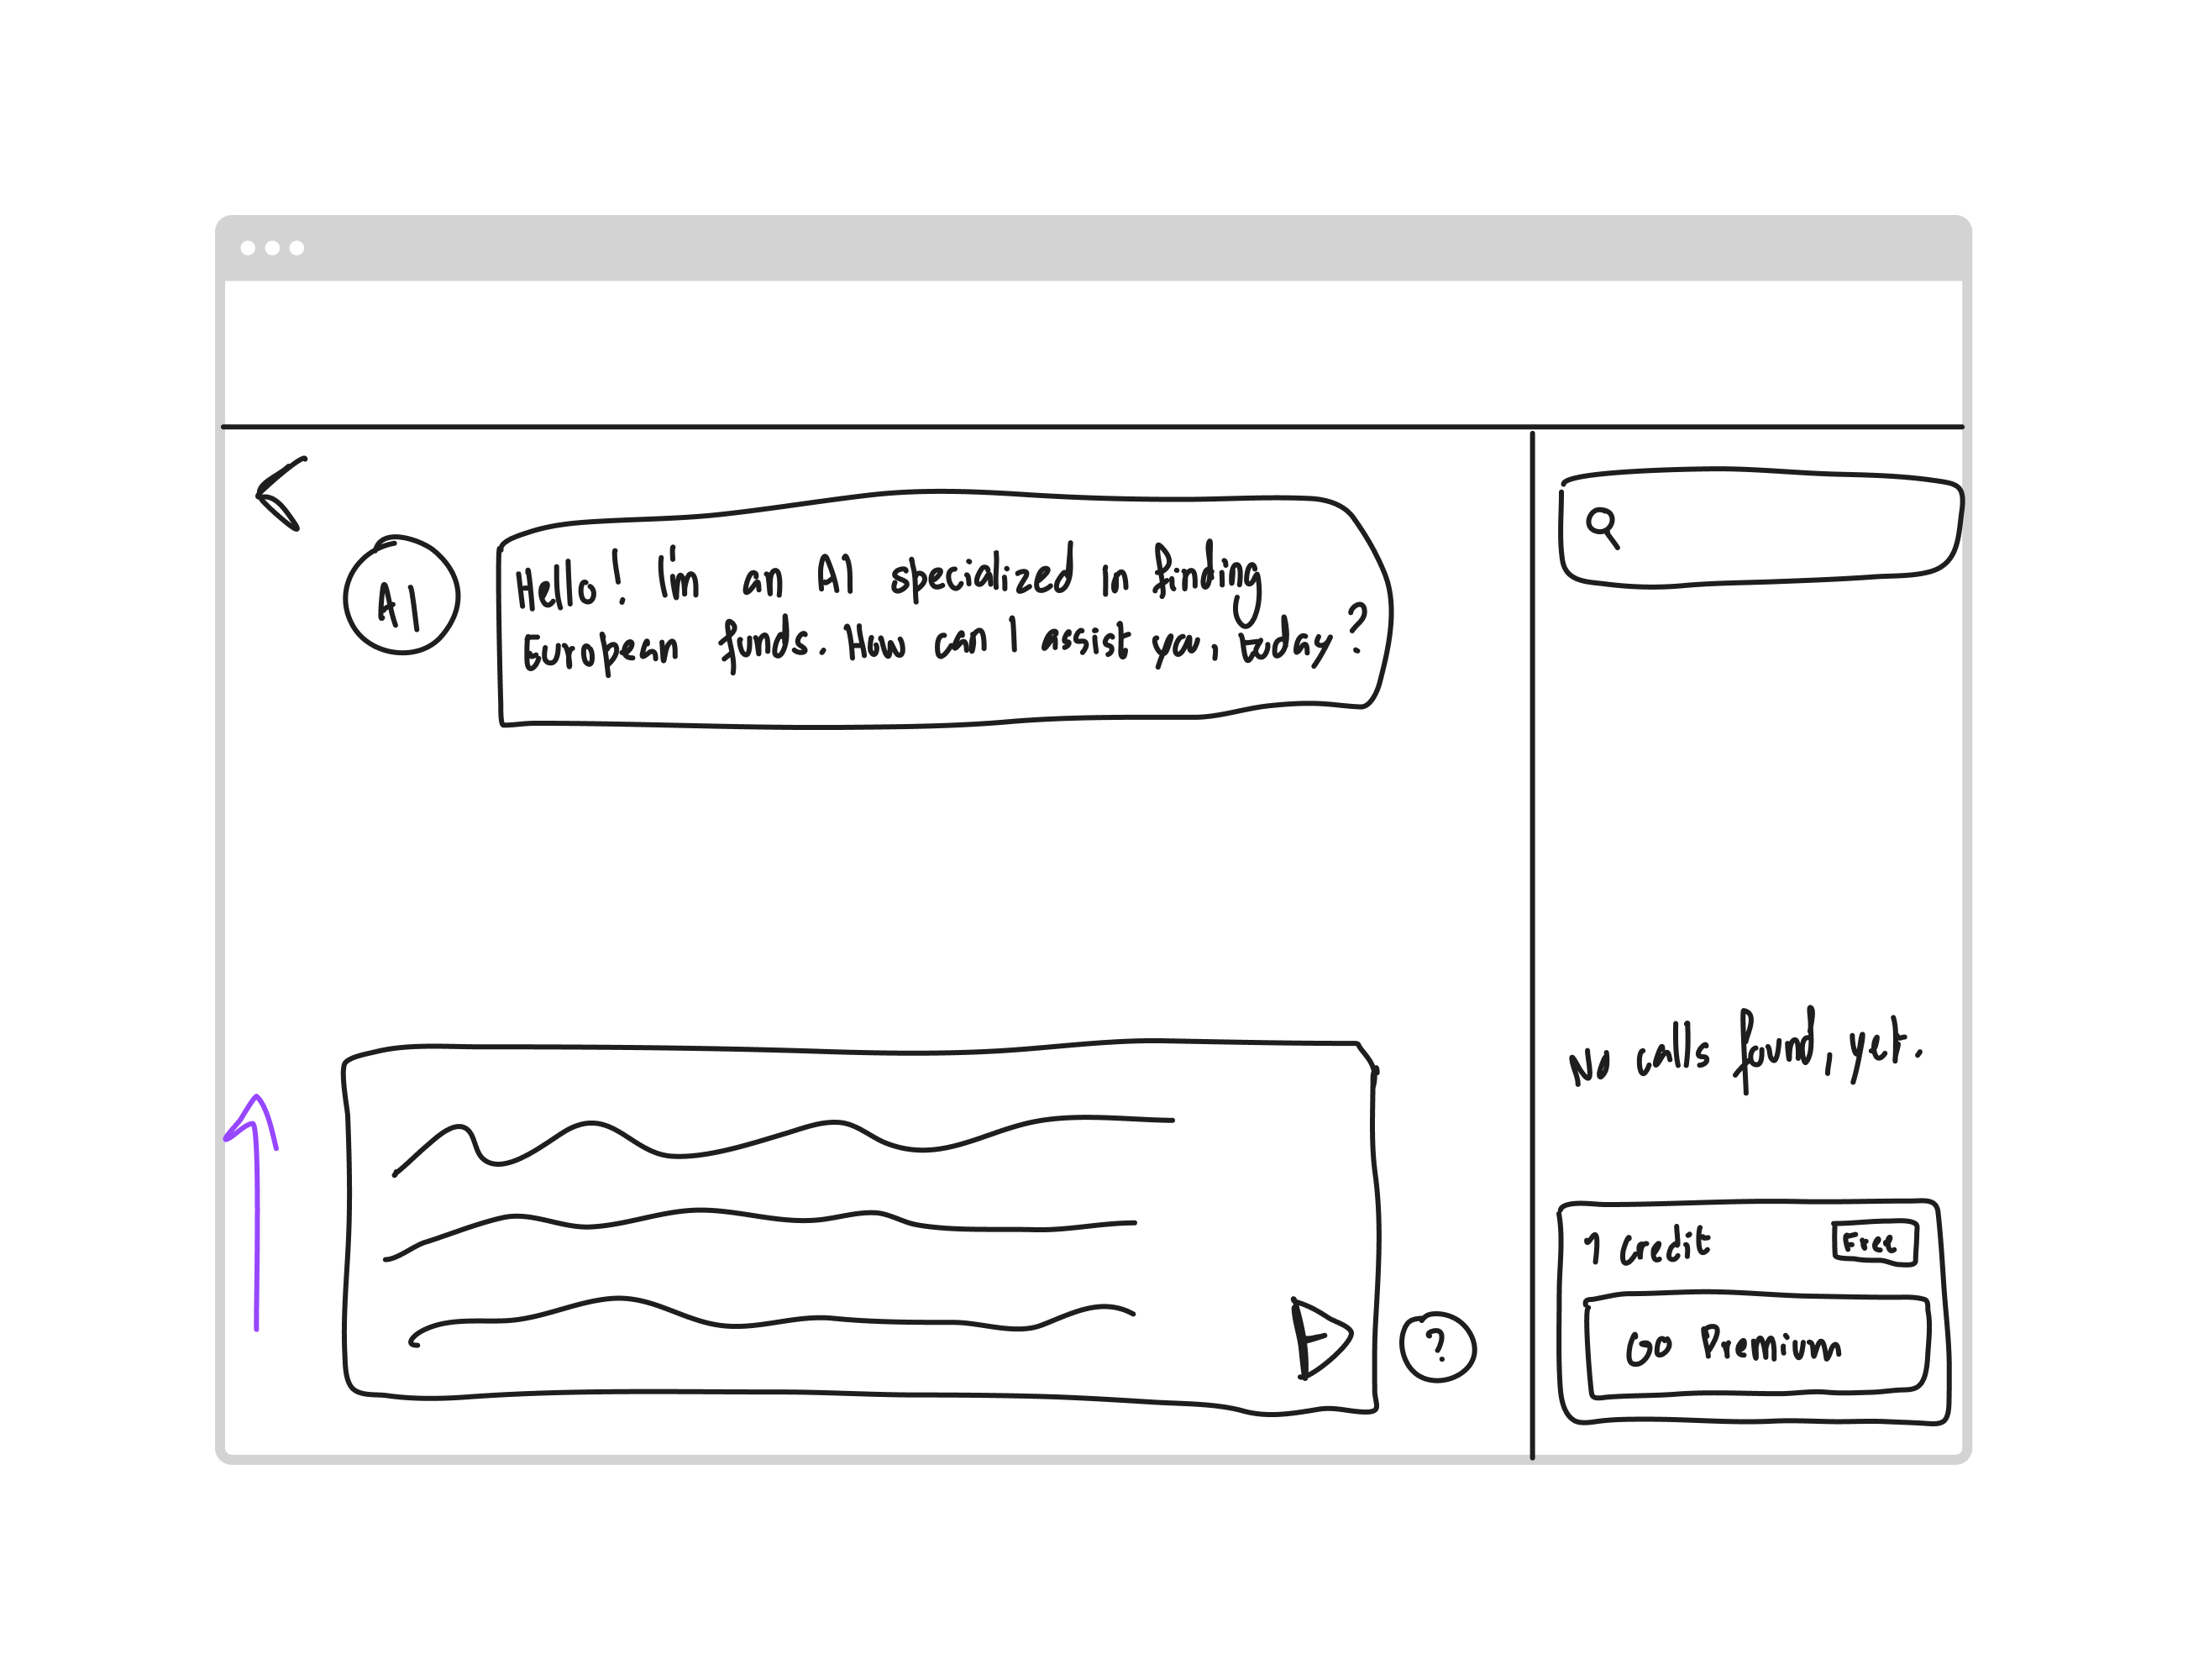 AI
Hello! I'm an AI specialized in finding
European funds. How can I assist you, today?
No calls found, yet.
1 Credit
Free
Go Premium
?